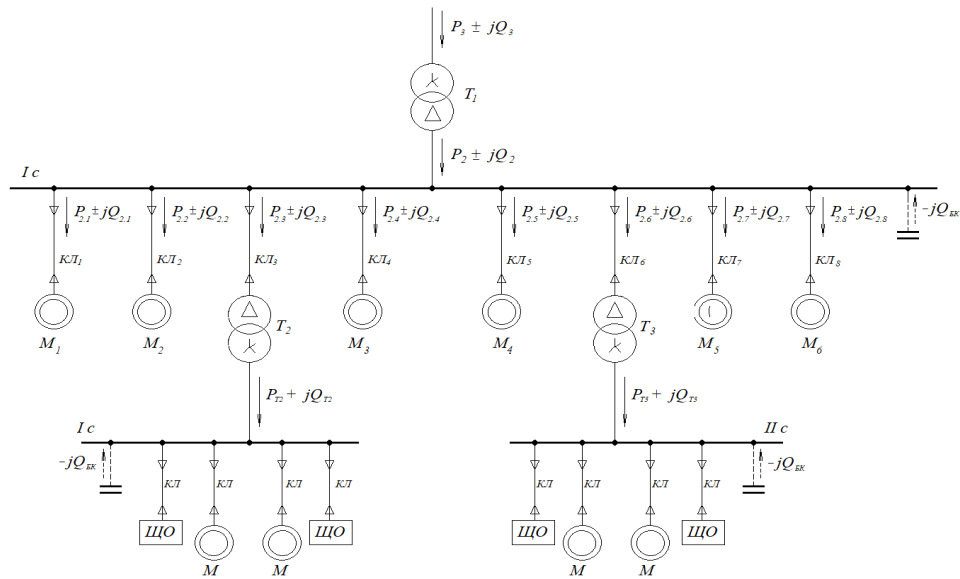 P3 ± jQ3
T1
P2 ± jQ2
I c
P2.1 ± jQ2.1
P2.2 ± jQ2.2
P2.3 ± jQ2.3
P2.4 ± jQ2.4
P2.5 ± jQ2.5
P2.6 ± jQ2.6
P2.7 ± jQ2.7
P2.8 ± jQ2.8
-jQБК
КЛ1
КЛ2
КЛ3
КЛ4
КЛ5
КЛ6
КЛ7
КЛ8
M1
M2
T2
M3
M4
T3
M5
M6
PT2 + jQT2
PT3 + jQT3
I c
II c
-jQБК
КЛ
КЛ
КЛ
КЛ
КЛ
КЛ
КЛ
КЛ
-jQБК
ЩО
ЩО
ЩО
ЩО
M
M
M
M